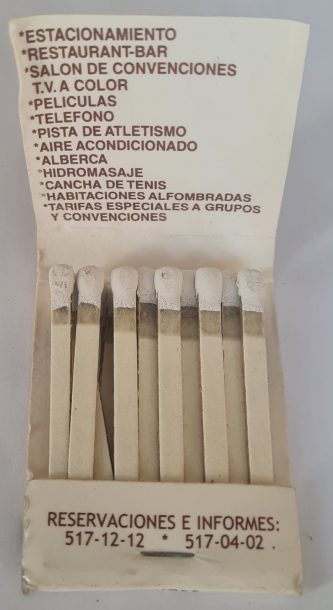 *ESTACIONAMIENTO
*RESTAURANT-BAR
*SALON DE CONVENCIONES
T.V. A COLOR
*PELICULAS
*TELEFONO
*PISTA DE ATLETISMO
*AIRE ACONDICIONADO
*ALBERCA
*HIDROMASAJE
*CANCHA DE TENIS
*HABITACIONES ALFOMBRADAS
*TARIFAS ESPECIALES A GRUPOS
Y CONVENCIONES
RESERVACIONES E INFORMES:
517-12-12 * 517-04-02